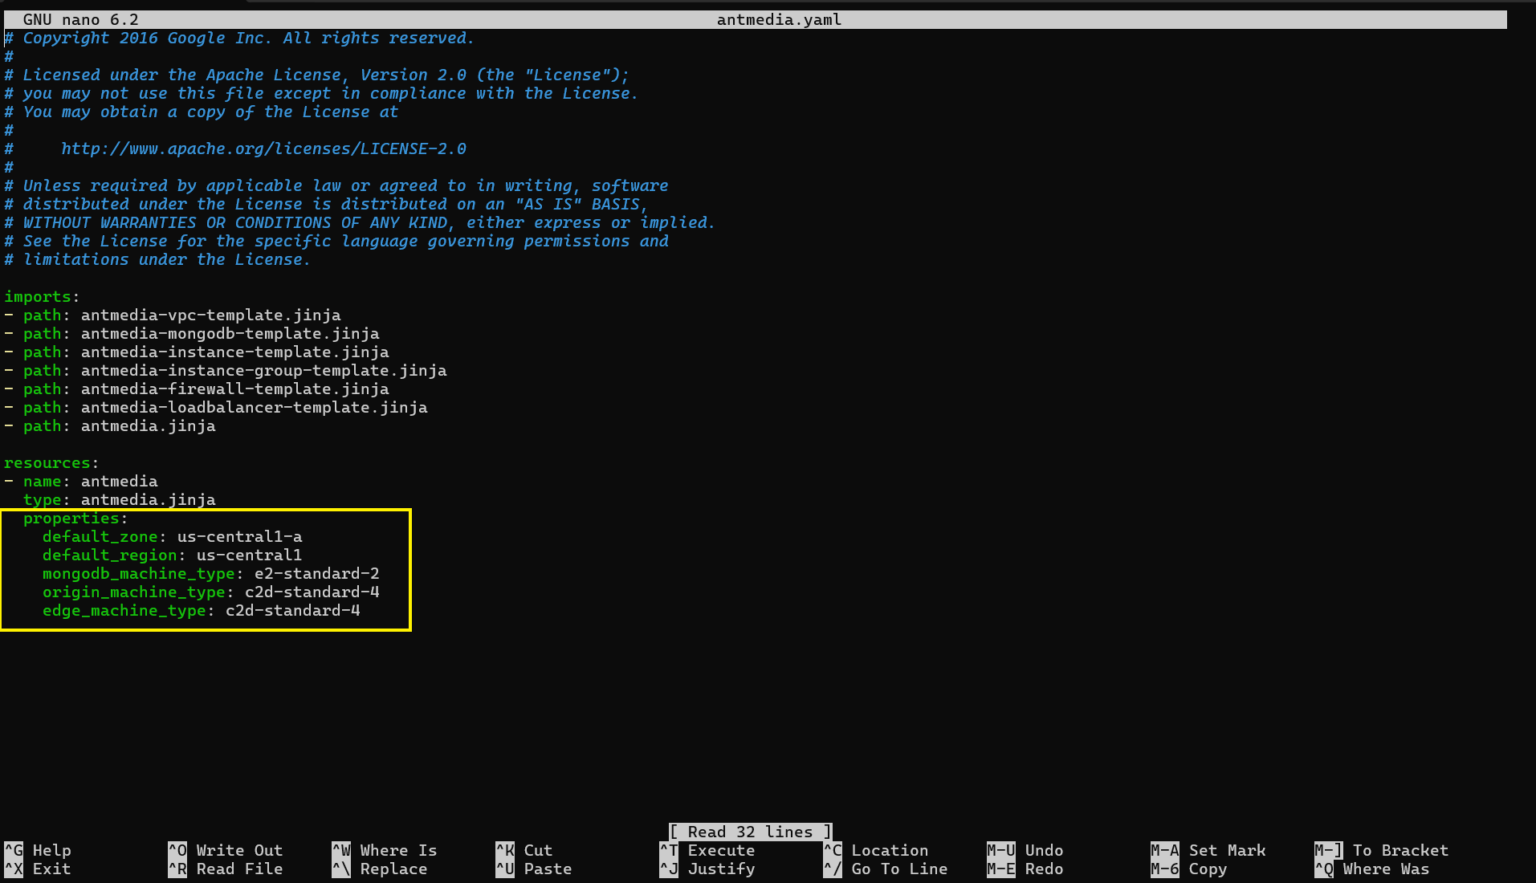 GNU nano 6.2 antmedia.yaml
# Copyright 2016 Google Inc. All rights reserved.
#
# Licensed under the Apache License, Version 2.0 (the "License");
# you may not use this file except in compliance with the License.
# You may obtain a copy of the License at
#
#     http://www.apache.org/licenses/LICENSE-2.0
#
# Unless required by applicable law or agreed to in writing, software
# distributed under the License is distributed on an "AS IS" BASIS,
# WITHOUT WARRANTIES OR CONDITIONS OF ANY KIND, either express or implied.
# See the License for the specific language governing permissions and
# limitations under the License.

imports:
- path: antmedia-vpc-template.jinja
- path: antmedia-mongodb-template.jinja
- path: antmedia-instance-template.jinja
- path: antmedia-instance-group-template.jinja
- path: antmedia-firewall-template.jinja
- path: antmedia-loadbalancer-template.jinja
- path: antmedia.jinja

resources:
- name: antmedia
  type: antmedia.jinja
  properties:
    default_zone: us-central1-a
    default_region: us-central1
    mongodb_machine_type: e2-standard-2
    origin_machine_type: c2d-standard-4
    edge_machine_type: c2d-standard-4

[ Read 32 lines ]
^G Help ^O Write Out ^W Where Is ^K Cut ^T Execute ^C Location M-U Undo M-A Set Mark M-] To Bracket
^X Exit ^R Read File ^\ Replace ^U Paste ^J Justify ^/ Go To Line M-E Redo M-6 Copy ^Q Where Was